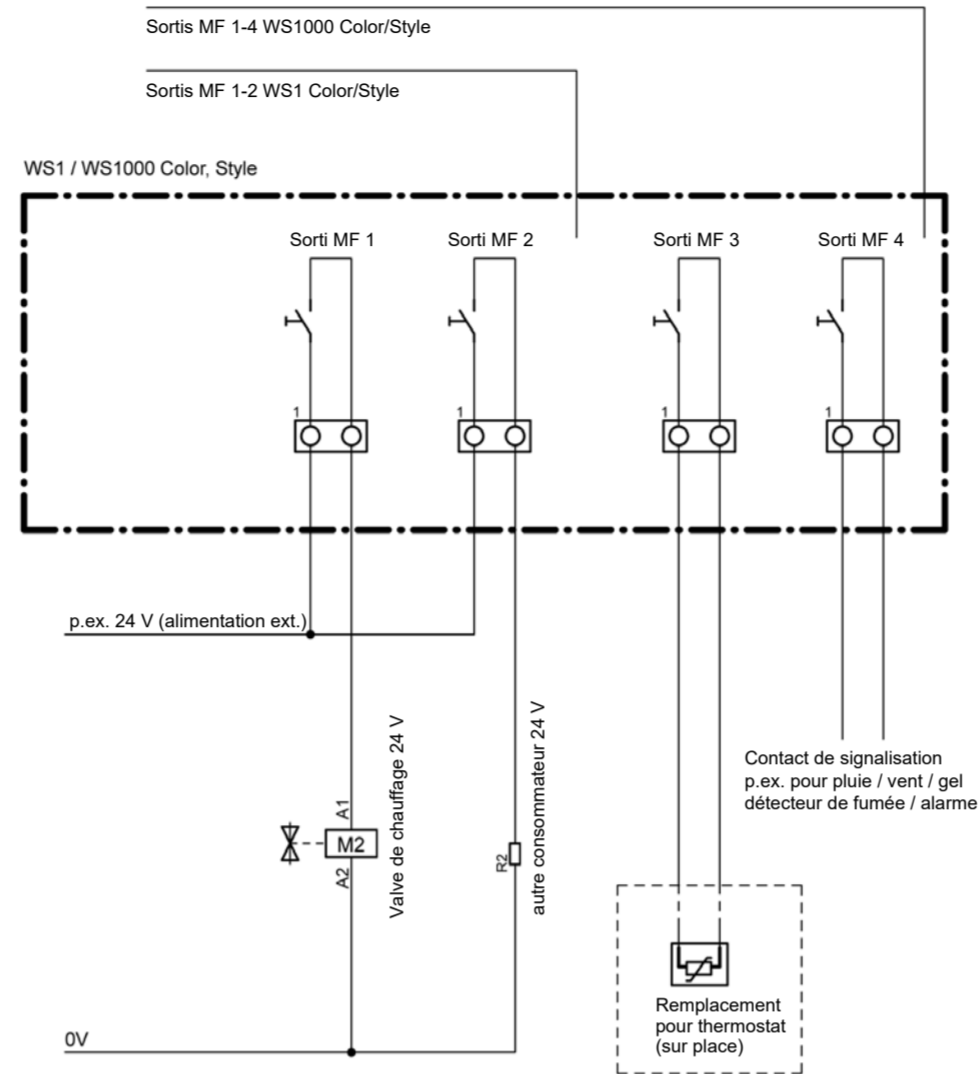 Sortis MF 1-4 WS1000 Color/Style
Sortis MF 1-2 WS1 Color/Style
WS1 / WS1000 Color, Style
Sorti MF 1
Sorti MF 2
Sorti MF 3
Sorti MF 4
1
1
1
1
p.ex. 24 V (alimentation ext.)
A1
M2
A2
Valve de chauffage 24 V
R2
autre consommateur 24 V
Contact de signalisation
p.ex. pour pluie / vent / gel
détecteur de fumée / alarme
Remplacement
pour thermostat
(sur place)
0V